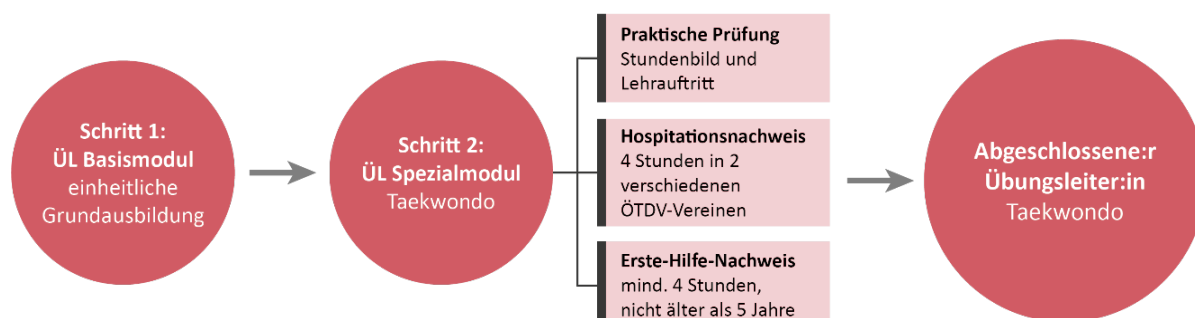 Schritt 1:
ÜL Basismodul
einheitliche
Grundausbildung
Schritt 2:
ÜL Spezialmodul
Taekwondo
Praktische Prüfung
Stundenbild und
Lehrauftritt
Hospitationsnachweis
4 Stunden in 2
verschiedenen
ÖTDV-Vereinen
Erste-Hilfe-Nachweis
mind. 4 Stunden,
nicht älter als 5 Jahre
Abgeschlossene:r
Übungsleiter:in
Taekwondo